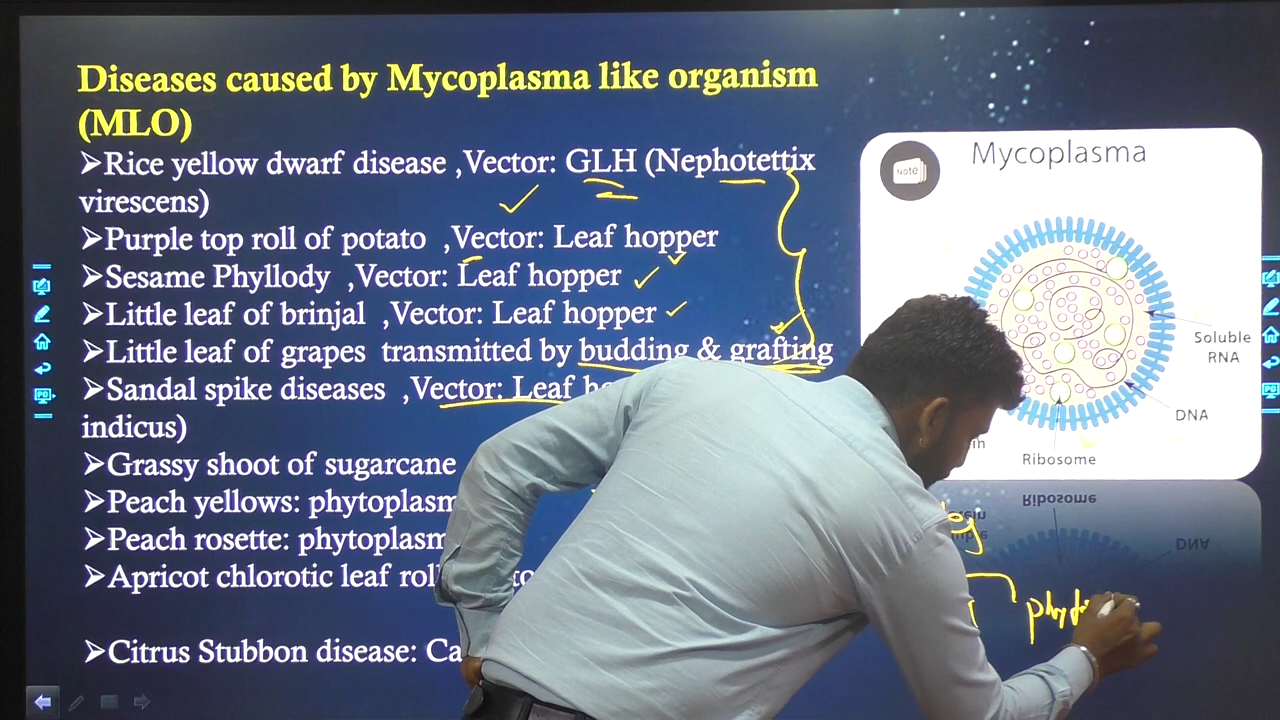 Diseases caused by Mycoplasma like organism
(MLO)
➤Rice yellow dwarf disease ,Vector: GLH (Nephotettix
virescens)
➤Purple top roll of potato ,Vector: Leaf hopper
➤Sesame Phyllody ,Vector: Leaf hopper
➤Little leaf of brinjal ,Vector: Leaf hopper
➤Little leaf of grapes transmitted by budding & grafting
➤Sandal spike diseases ,Vector: Leaf
indicus)
➤Grassy shoot of sugarcane
➤Peach yellows: phytoplasm
➤Peach rosette: phytoplasm
➤Apricot chlorotic leaf rol
➤Citrus Stubbon disease: Ca
Note
Mycoplasma
Soluble
RNA
DNA
Ribosome
phyto